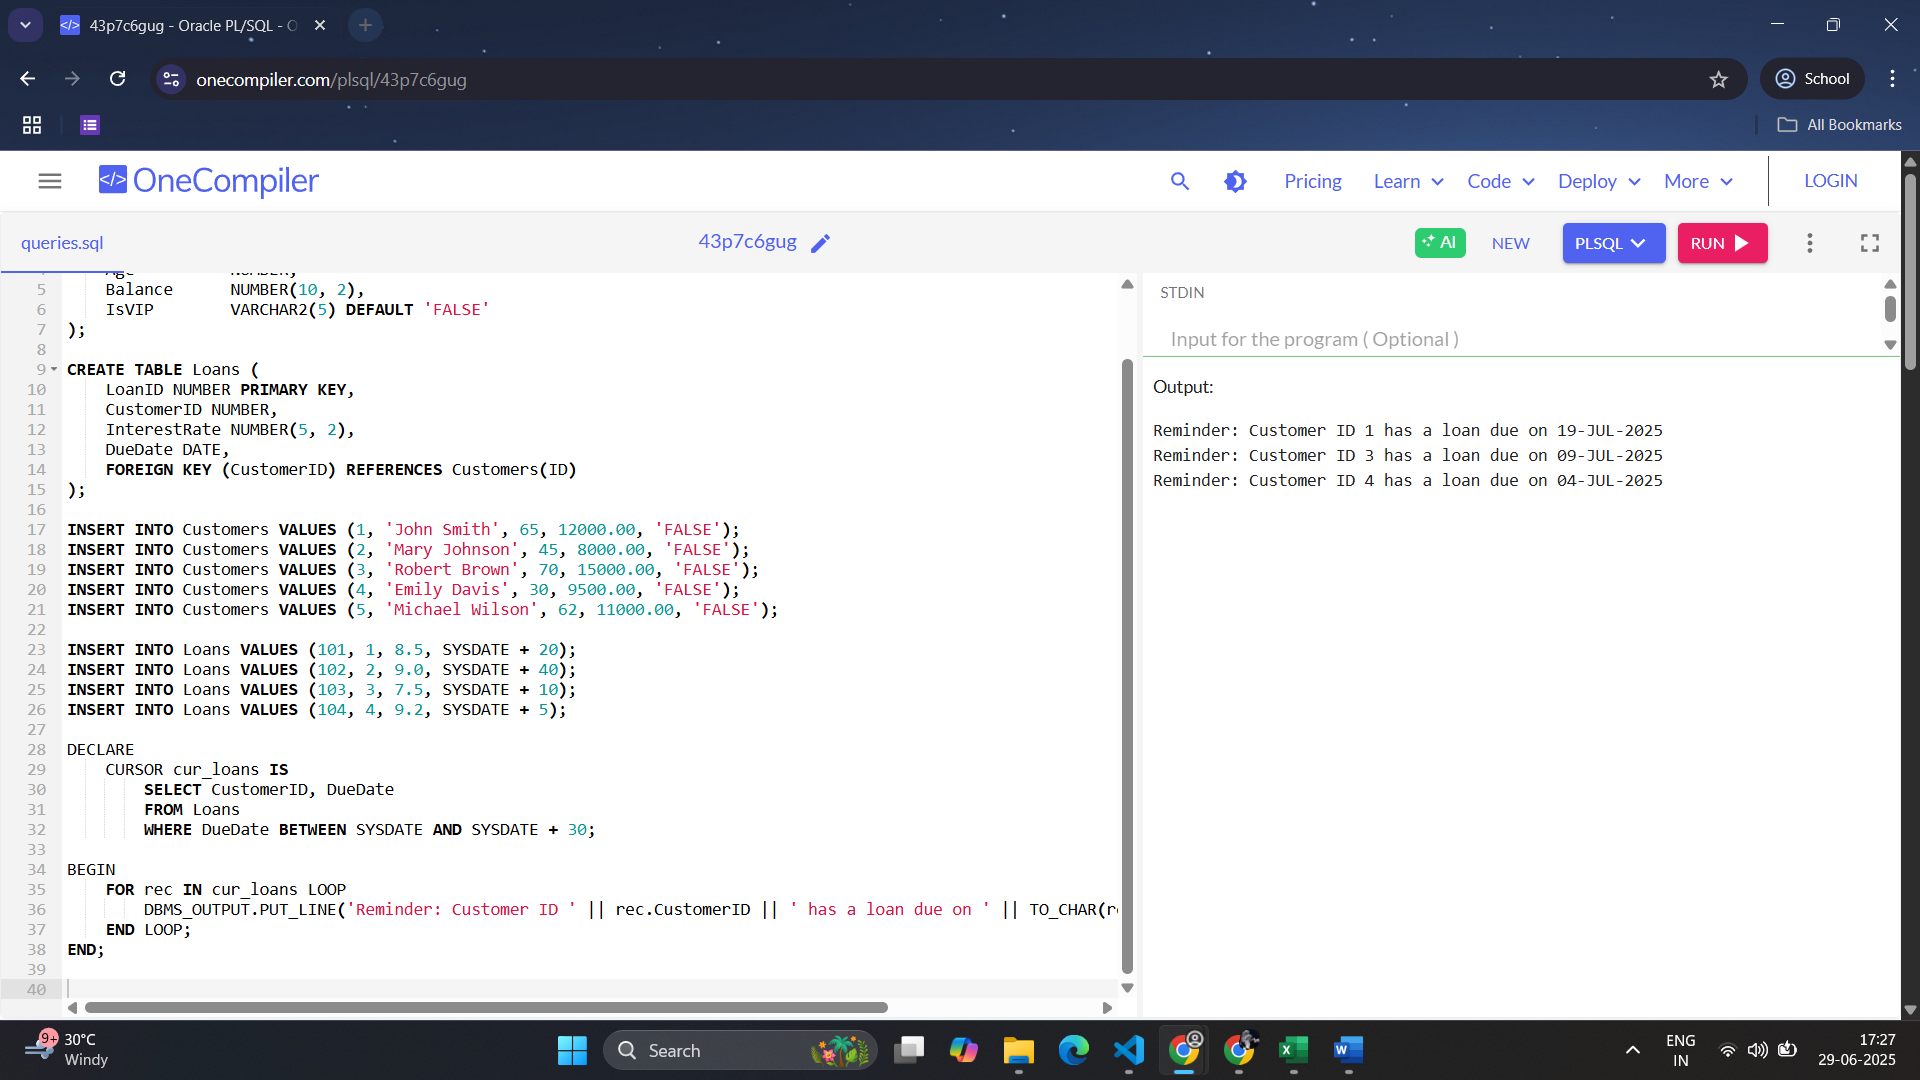 43p7c6gug - Oracle PL/SQL - O
onecompiler.com/plsql/43p7c6gug
School
All Bookmarks
</> OneCompiler
Pricing
Learn
Code
Deploy
More
LOGIN
queries.sql
43p7c6gug
AI
NEW
PLSQL
RUN
5 Balance NUMBER(10, 2),
6 IsVIP VARCHAR2(5) DEFAULT 'FALSE'
7 );
8
9 CREATE TABLE Loans (
10 LoanID NUMBER PRIMARY KEY,
11 CustomerID NUMBER,
12 InterestRate NUMBER(5, 2),
13 DueDate DATE,
14 FOREIGN KEY (CustomerID) REFERENCES Customers(ID)
15 );
16
17 INSERT INTO Customers VALUES (1, 'John Smith', 65, 12000.00, 'FALSE');
18 INSERT INTO Customers VALUES (2, 'Mary Johnson', 45, 8000.00, 'FALSE');
19 INSERT INTO Customers VALUES (3, 'Robert Brown', 70, 15000.00, 'FALSE');
20 INSERT INTO Customers VALUES (4, 'Emily Davis', 30, 9500.00, 'FALSE');
21 INSERT INTO Customers VALUES (5, 'Michael Wilson', 62, 11000.00, 'FALSE');
22
23 INSERT INTO Loans VALUES (101, 1, 8.5, SYSDATE + 20);
24 INSERT INTO Loans VALUES (102, 2, 9.0, SYSDATE + 40);
25 INSERT INTO Loans VALUES (103, 3, 7.5, SYSDATE + 10);
26 INSERT INTO Loans VALUES (104, 4, 9.2, SYSDATE + 5);
27
28 DECLARE
29 CURSOR cur_loans IS
30 SELECT CustomerID, DueDate
31 FROM Loans
32 WHERE DueDate BETWEEN SYSDATE AND SYSDATE + 30;
33
34 BEGIN
35 FOR rec IN cur_loans LOOP
36 DBMS_OUTPUT.PUT_LINE('Reminder: Customer ID ' || rec.CustomerID || ' has a loan due on ' || TO_CHAR(re
37 END LOOP;
38 END;
39
40
STDIN
Input for the program ( Optional )
Output:
Reminder: Customer ID 1 has a loan due on 19-JUL-2025
Reminder: Customer ID 3 has a loan due on 09-JUL-2025
Reminder: Customer ID 4 has a loan due on 04-JUL-2025
9+
30°C
Windy
Search
ENG
IN
17:27
29-06-2025